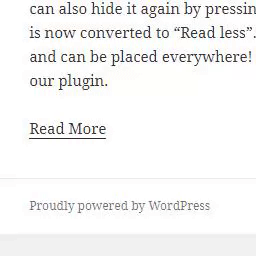 can also hide it again by pressin
is now converted to “Read less”.
and can be placed everywhere!
our plugin.
Read More
Proudly powered by WordPress